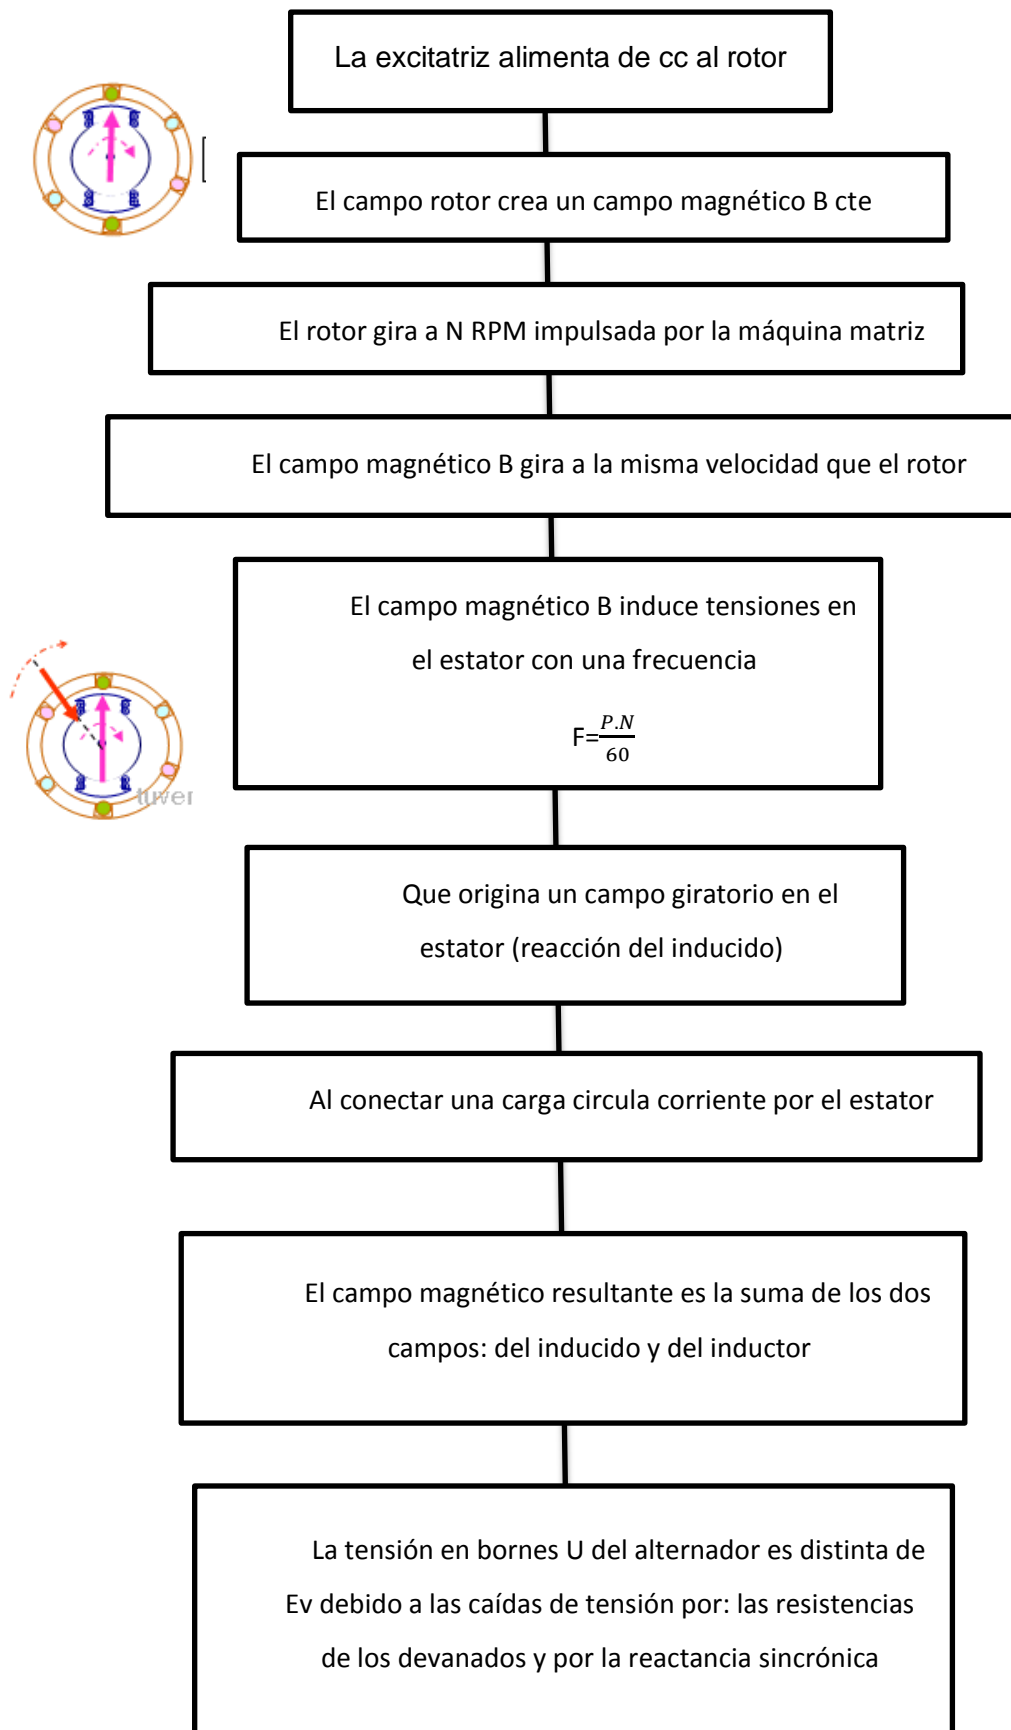 La excitatriz alimenta de cc al rotor
El campo rotor crea un campo magnético B cte
El rotor gira a N RPM impulsada por la máquina matriz
El campo magnético B gira a la misma velocidad que el rotor
El campo magnético B induce tensiones en
el estator con una frecuencia
F=P.N/60
tuver
Que origina un campo giratorio en el
estator (reacción del inducido)
Al conectar una carga circula corriente por el estator
El campo magnético resultante es la suma de los dos
campos: del inducido y del inductor
La tensión en bornes U del alternador es distinta de
Ev debido a las caídas de tensión por: las resistencias
de los devanados y por la reactancia sincrónica